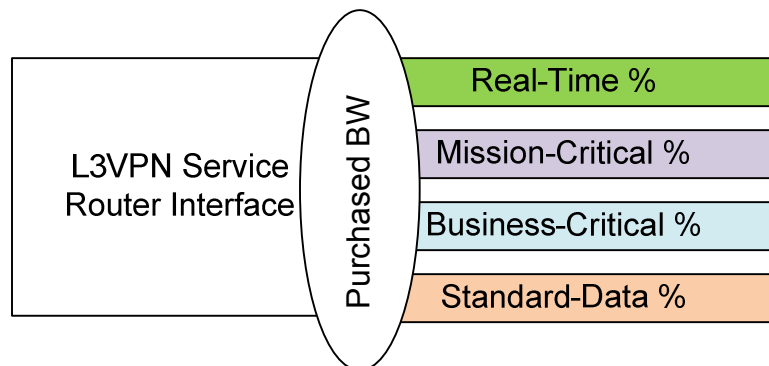 L3VPN Service
Router Interface
Purchased BW
Real-Time %
Mission-Critical %
Business-Critical %
Standard-Data %